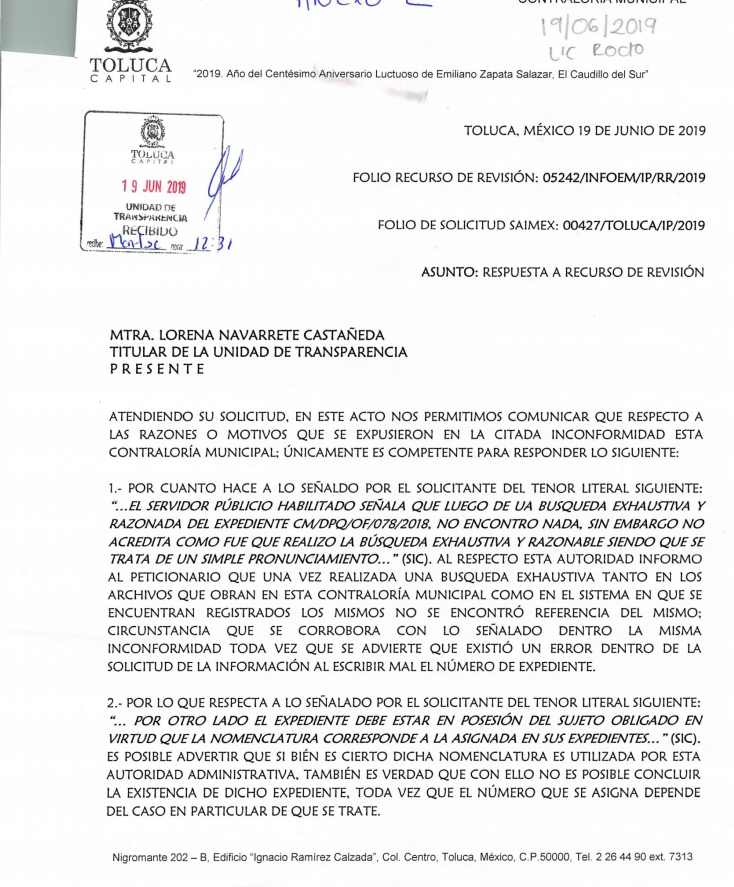 ANEXO 2
CONTRALORÍA MUNICIPAL
19/06/2019
LIC ROCIO
TOLUCA
CAPITAL
"2019. Año del Centésimo Aniversario Luctuoso de Emiliano Zapata Salazar, El Caudillo del Sur"
TOLUCA
CAPITAL
19 JUN 2019
UNIDAD DE
TRANSPARENCIA
RECIBIDO
recibe: Montse hora: 12:31
TOLUCA, MÉXICO 19 DE JUNIO DE 2019
FOLIO RECURSO DE REVISIÓN: 05242/INFOEM/IP/RR/2019
FOLIO DE SOLICITUD SAIMEX: 00427/TOLUCA/IP/2019
ASUNTO: RESPUESTA A RECURSO DE REVISIÓN
MTRA. LORENA NAVARRETE CASTAÑEDA
TITULAR DE LA UNIDAD DE TRANSPARENCIA
P R E S E N T E
ATENDIENDO SU SOLICITUD, EN ESTE ACTO NOS PERMITIMOS COMUNICAR QUE RESPECTO A
LAS RAZONES O MOTIVOS QUE SE EXPUSIERON EN LA CITADA INCONFORMIDAD ESTA
CONTRALORÍA MUNICIPAL; ÚNICAMENTE ES COMPETENTE PARA RESPONDER LO SIGUIENTE:
1.- POR CUANTO HACE A LO SEÑALDO POR EL SOLICITANTE DEL TENOR LITERAL SIGUIENTE:
"...EL SERVIDOR PÚBLICIO HABILITADO SEÑALA QUE LUEGO DE UA BUSQUEDA EXHAUSTIVA Y
RAZONADA DEL EXPEDIENTE CM/DPQ/OF/078/2018, NO ENCONTRO NADA, SIN EMBARGO NO
ACREDITA COMO FUE QUE REALIZO LA BÚSQUEDA EXHAUSTIVA Y RAZONABLE SIENDO QUE SE
TRATA DE UN SIMPLE PRONUNCIAMIENTO..." (SIC). AL RESPECTO ESTA AUTORIDAD INFORMO
AL PETICIONARIO QUE UNA VEZ REALIZADA UNA BUSQUEDA EXHAUSTIVA TANTO EN LOS
ARCHIVOS QUE OBRAN EN ESTA CONTRALORÍA MUNICIPAL COMO EN EL SISTEMA EN QUE SE
ENCUENTRAN REGISTRADOS LOS MISMOS NO SE ENCONTRÓ REFERENCIA DEL MISMO;
CIRCUNSTANCIA QUE SE CORROBORA CON LO SEÑALADO DENTRO LA MISMA
INCONFORMIDAD TODA VEZ QUE SE ADVIERTE QUE EXISTIÓ UN ERROR DENTRO DE LA
SOLICITUD DE LA INFORMACIÓN AL ESCRIBIR MAL EL NÚMERO DE EXPEDIENTE.
2.- POR LO QUE RESPECTA A LO SEÑALADO POR EL SOLICITANTE DEL TENOR LITERAL SIGUIENTE:
"... POR OTRO LADO EL EXPEDIENTE DEBE ESTAR EN POSESIÓN DEL SUJETO OBLIGADO EN
VIRTUD QUE LA NOMENCLATURA CORRESPONDE A LA ASIGNADA EN SUS EXPEDIENTES..." (SIC).
ES POSIBLE ADVERTIR QUE SI BIÉN ES CIERTO DICHA NOMENCLATURA ES UTILIZADA POR ESTA
AUTORIDAD ADMINISTRATIVA, TAMBIÉN ES VERDAD QUE CON ELLO NO ES POSIBLE CONCLUIR
LA EXISTENCIA DE DICHO EXPEDIENTE, TODA VEZ QUE EL NÚMERO QUE SE ASIGNA DEPENDE
DEL CASO EN PARTICULAR DE QUE SE TRATE.
Nigromante 202 – B, Edificio "Ignacio Ramírez Calzada", Col. Centro, Toluca, México, C.P.50000, Tel. 2 26 44 90 ext. 7313